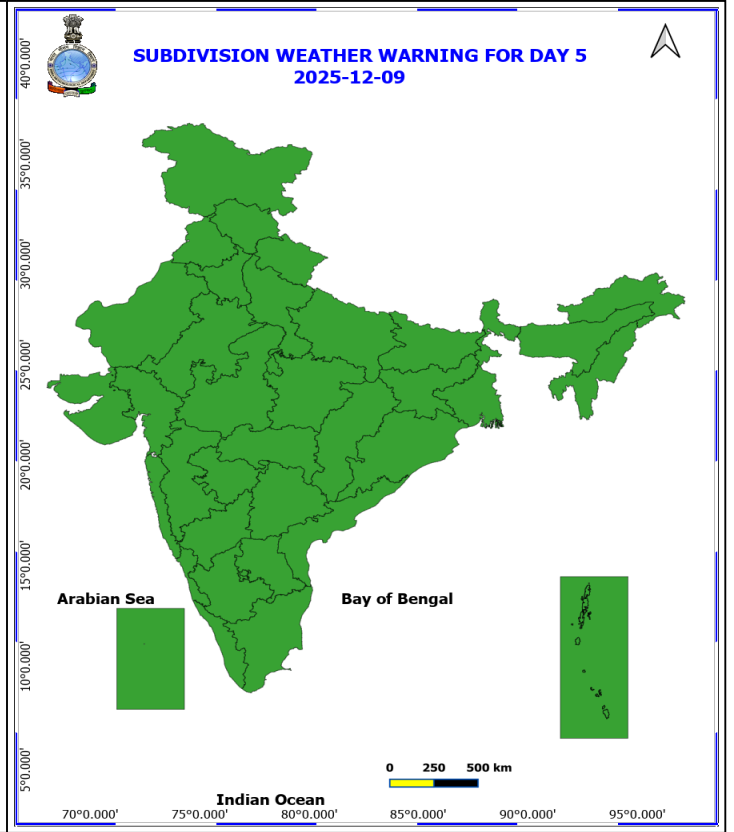 SUBDIVISION WEATHER WARNING FOR DAY 5
2025-12-09
40°0.000'
35°0.000'
30°0.000'
25°0.000'
20°0.000'
15°0.000'
10°0.000'
5°0.000'
Arabian Sea
Bay of Bengal
0 250 500 km
Indian Ocean
70°0.000' 75°0.000' 80°0.000' 85°0.000' 90°0.000' 95°0.000'